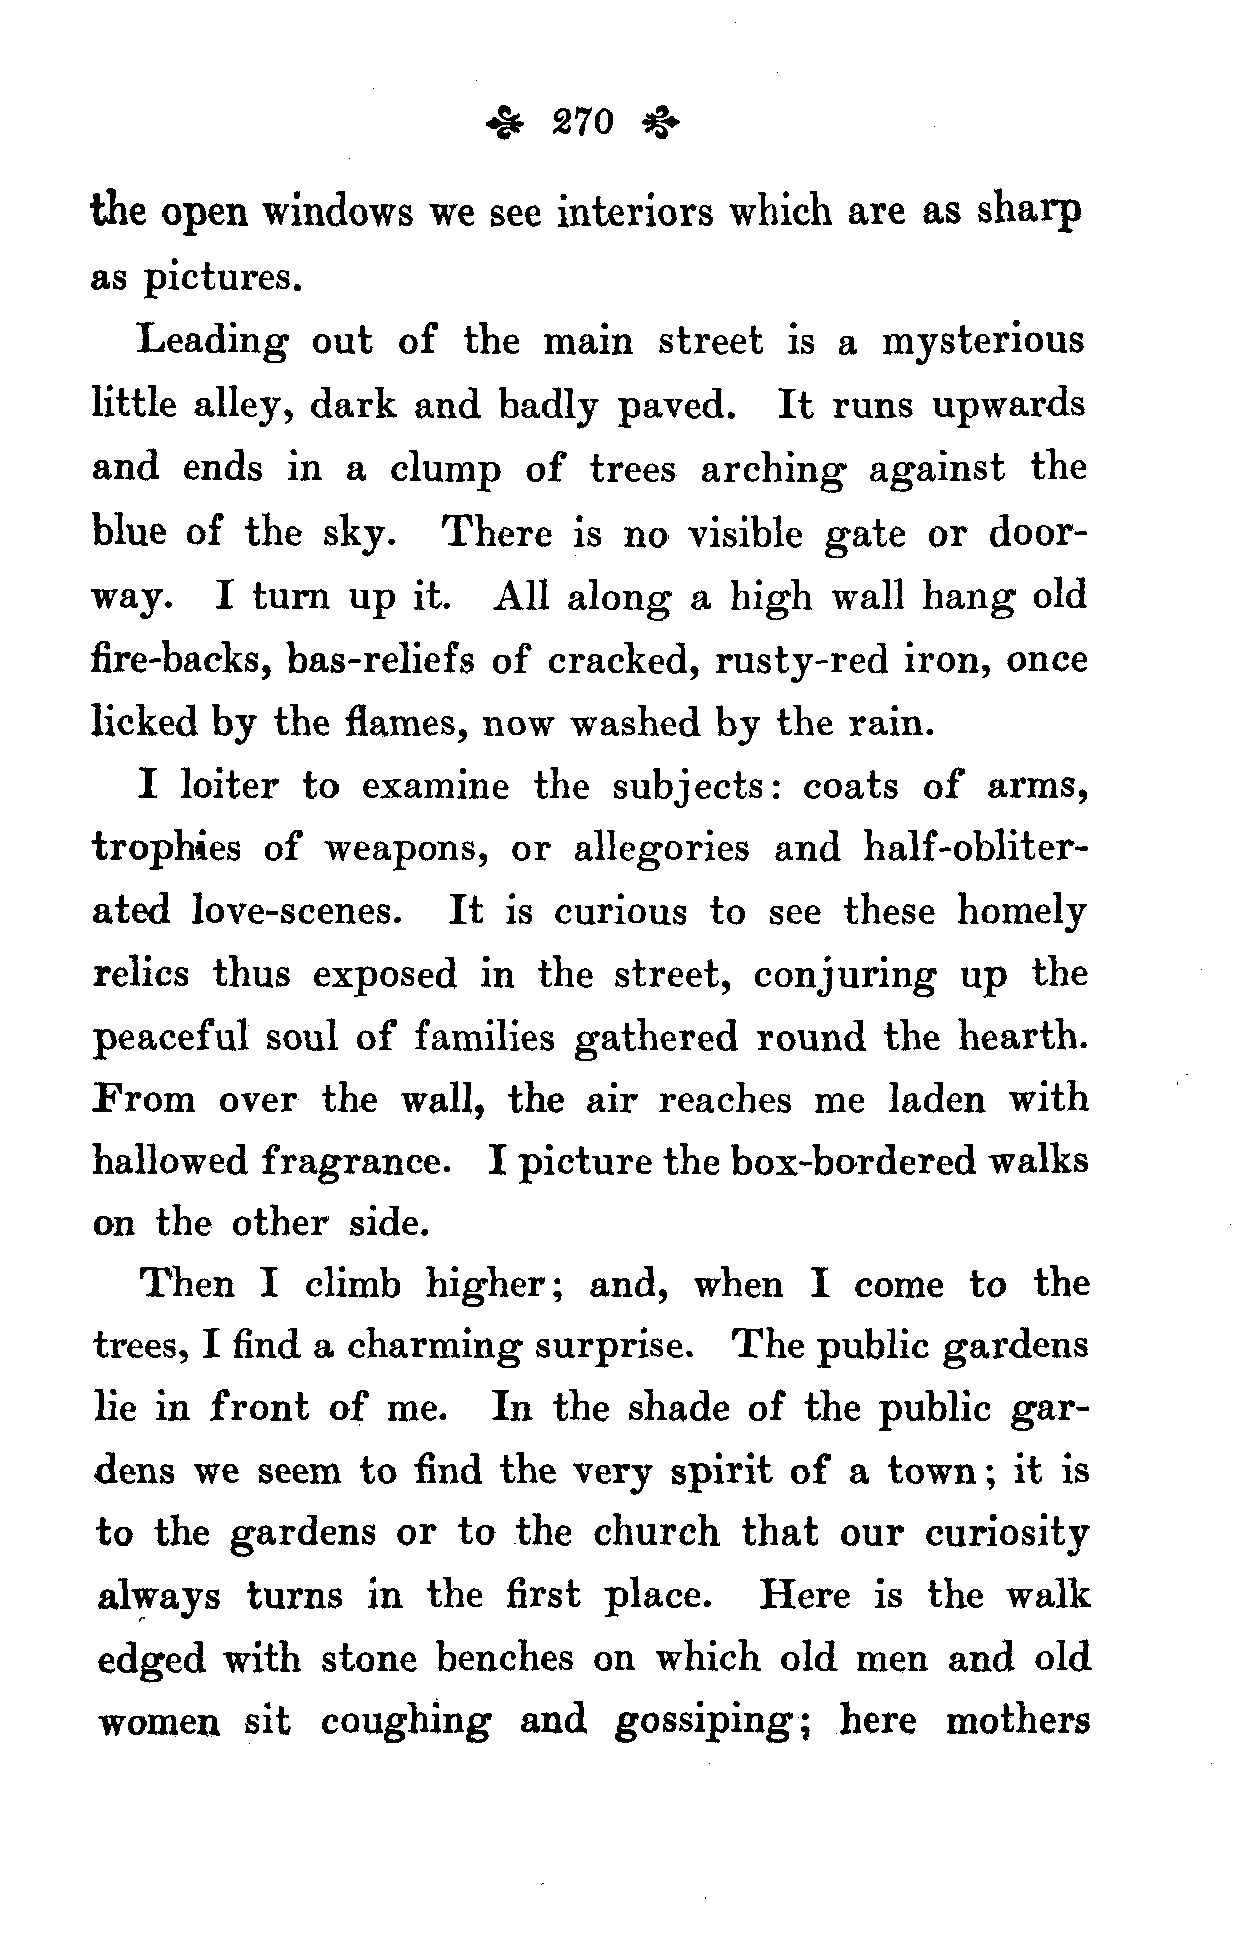 270
the open windows we see interiors which are as sharp
as pictures.
Leading out of the main street is a mysterious
little alley, dark and badly paved. It runs upwards
and ends in a clump of trees arching against the
blue of the sky. There is no visible gate or door-
way. I turn up it. All along a high wall hang old
fire-backs, bas-reliefs of cracked, rusty-red iron, once
licked by the flames, now washed by the rain.
I loiter to examine the subjects: coats of arms,
trophies of weapons, or allegories and half-obliter-
ated love-scenes. It is curious to see these homely
relics thus exposed in the street, conjuring up the
peaceful soul of families gathered round the hearth.
From over the wall, the air reaches me laden with
hallowed fragrance. I picture the box-bordered walks
on the other side.
Then I climb higher; and, when I come to the
trees, I find a charming surprise. The public gardens
lie in front of me. In the shade of the public gar-
dens we seem to find the very spirit of a town; it is
to the gardens or to the church that our curiosity
always turns in the first place. Here is the walk
edged with stone benches on which old men and old
women sit coughing and gossiping; here mothers